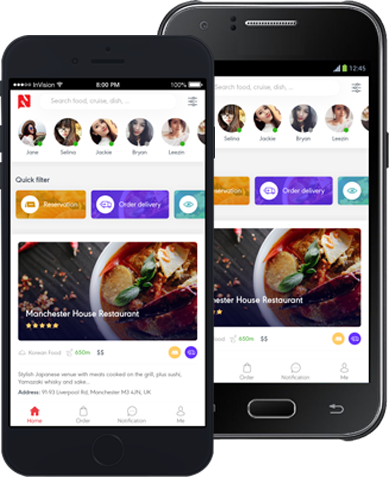 InVision
8:00 PM
100%
N
Search food, cruise, dish, ...
Jane
Selina
Jackie
Bryan
Leezin
Quick filter
Reservation
Order delivery
Manchester House Restaurant
Korean Food
650m
$$
Stylish Japanese venue with meals cooked on the grill, plus sushi,
Yamazaki whisky and sake...
Address: 91-93 Liverpool Rd, Manchester M3 4JN, UK
Home
Order
Notification
Me
12:45
Search food, cruise, dish, ...
Selina
Jackie
Bryan
Leezin
Order delivery
House Restaurant
650m
$$
Order
Notification
Me